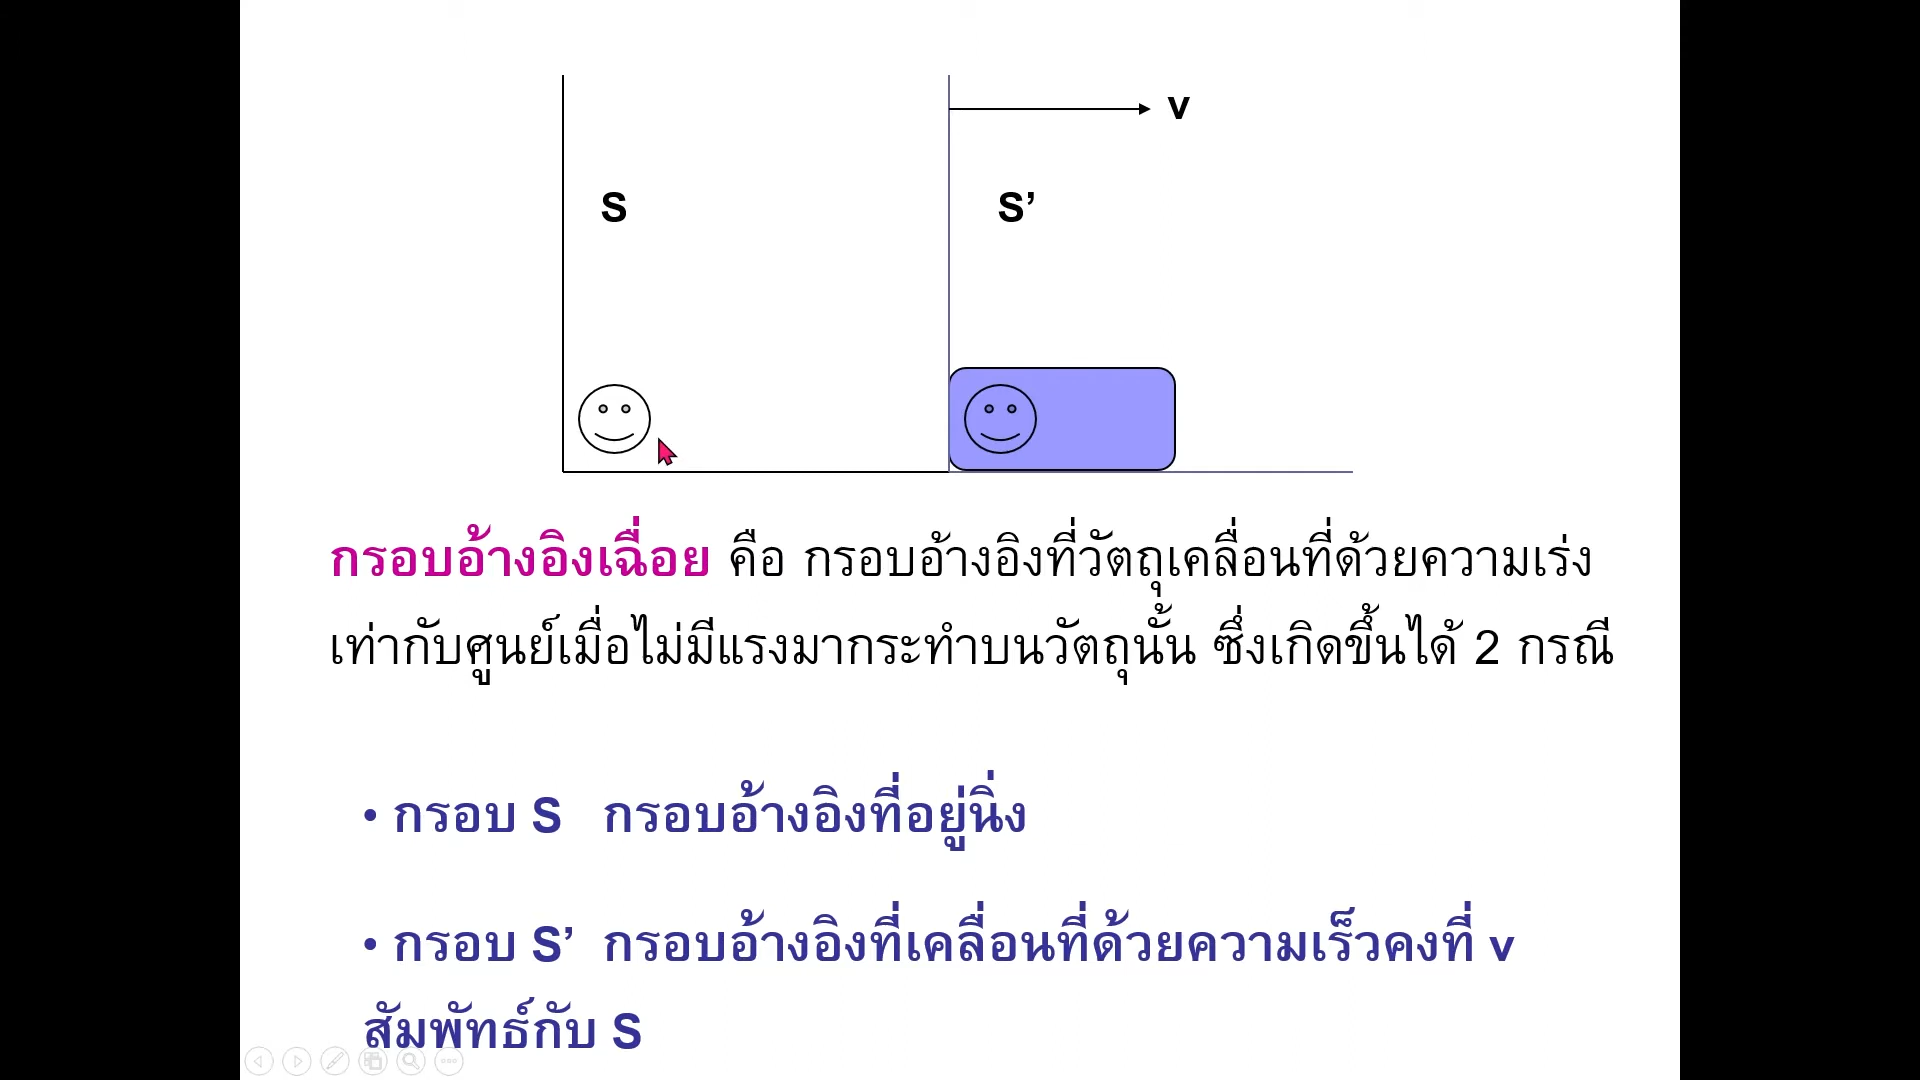 v
S S’
กรอบอ้างอิงเฉื่อย คือ กรอบอ้างอิงที่วัตถุเคลื่อนที่ด้วยความเร่ง
เท่ากับศูนย์เมื่อไม่มีแรงมากระทำบนวัตถุนั้น ซึ่งเกิดขึ้นได้ 2 กรณี
• กรอบ S กรอบอ้างอิงที่อยู่นิ่ง
• กรอบ S’ กรอบอ้างอิงที่เคลื่อนที่ด้วยความเร็วคงที่ v
สัมพัทธ์กับ S